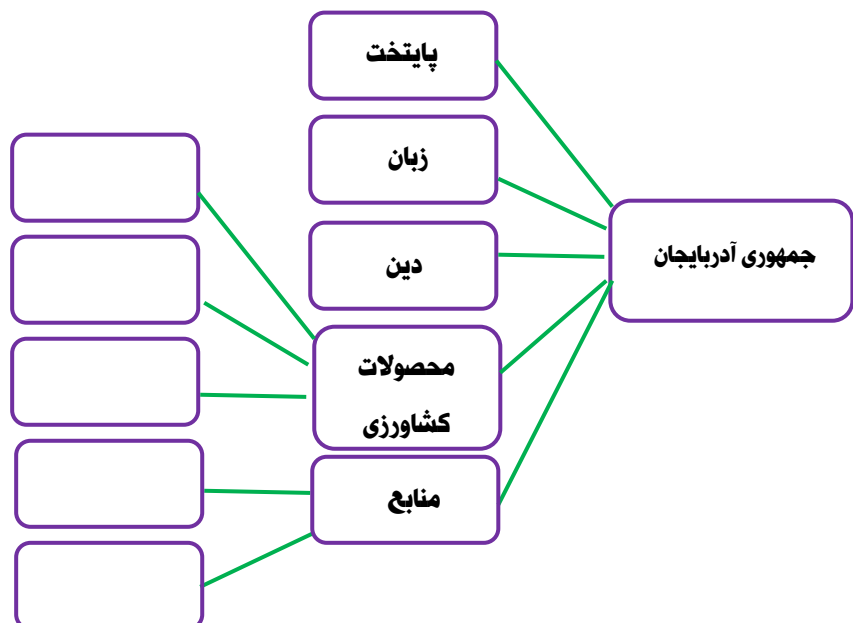 جمهوری آذربایجان
پایتخت
زبان
دین
محصولات
کشاورزی
منابع